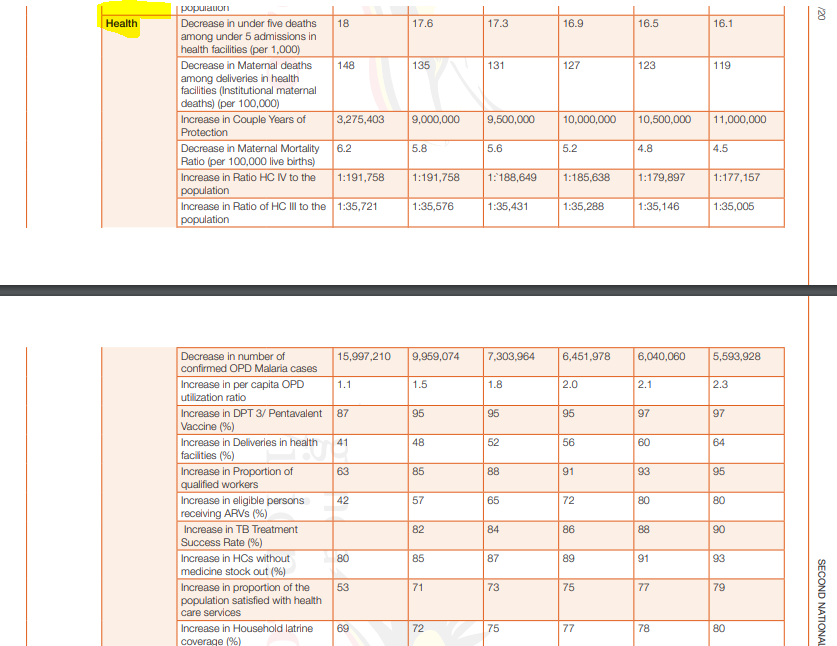 population
Health
Decrease in under five deaths 18 17.6 17.3 16.9 16.5 16.1
among under 5 admissions in
health facilities (per 1,000)
Decrease in Maternal deaths 148 135 131 127 123 119
among deliveries in health
facilities (Institutional maternal
deaths) (per 100,000)
Increase in Couple Years of 3,275,403 9,000,000 9,500,000 10,000,000 10,500,000 11,000,000
Protection
Decrease in Maternal Mortality 6.2 5.8 5.6 5.2 4.8 4.5
Ratio (per 100,000 live births)
Increase in Ratio HC IV to the 1:191,758 1:191,758 1:`188,649 1:185,638 1:179,897 1:177,157
population
Increase in Ratio of HC III to the 1:35,721 1:35,576 1:35,431 1:35,288 1:35,146 1:35,005
population
/20
Decrease in number of 15,997,210 9,959,074 7,303,964 6,451,978 6,040,060 5,593,928
confirmed OPD Malaria cases
Increase in per capita OPD 1.1 1.5 1.8 2.0 2.1 2.3
utilization ratio
Increase in DPT 3/ Pentavalent 87 95 95 95 97 97
Vaccine (%)
Increase in Deliveries in health 41 48 52 56 60 64
facilities (%)
Increase in Proportion of 63 85 88 91 93 95
qualified workers
Increase in eligible persons 42 57 65 72 80 80
receiving ARVs (%)
Increase in TB Treatment 82 84 86 88 90
Success Rate (%)
Increase in HCs without 80 85 87 89 91 93
medicine stock out (%)
Increase in proportion of the 53 71 73 75 77 79
population satisfied with health
care services
Increase in Household latrine 69 72 75 77 78 80
coverage (%)
SECOND NATIONAL